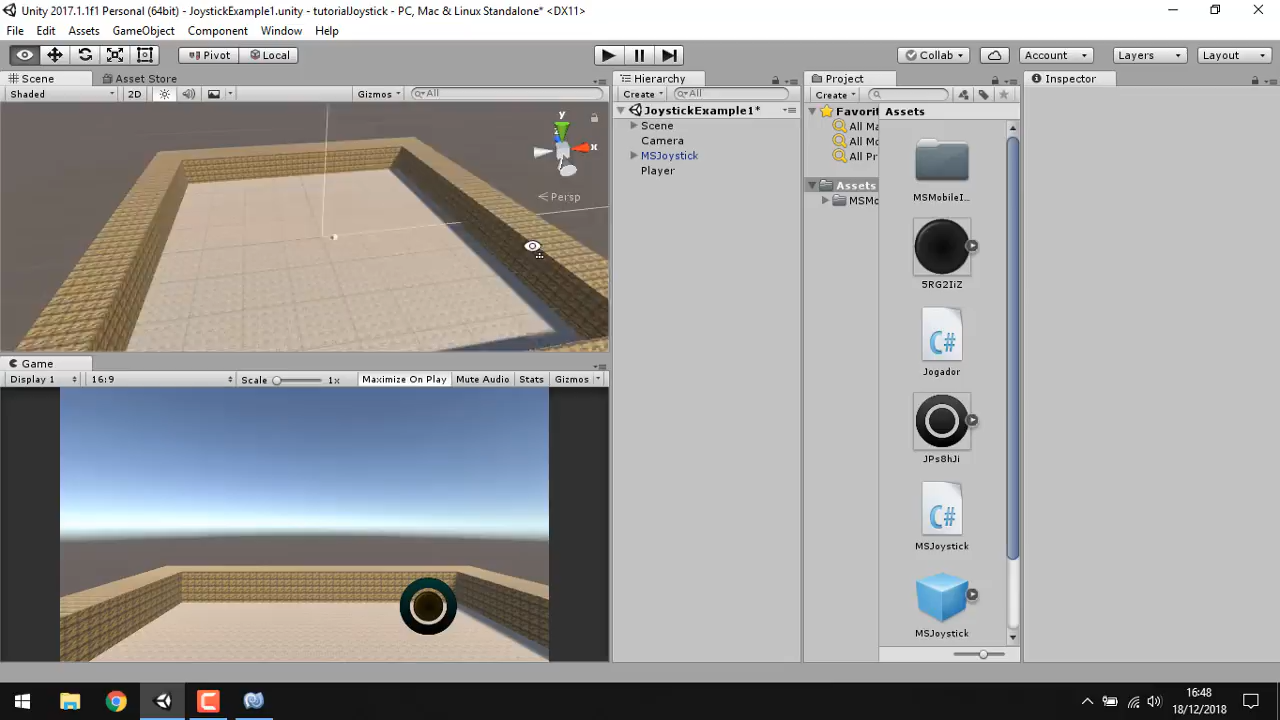 Unity 2017.1.1f1 Personal (64bit) - JoystickExample1.unity - tutorialJoystick - PC, Mac & Linux Standalone* <DX11>
File Edit Assets GameObject Component Window Help
Pivot Local Collab Account Layers Layout
Scene Asset Store Hierarchy Project Inspector
Shaded 2D Gizmos All Create All Create
JoystickExample1*
Scene
Camera
MSJoystick
Player
y
x
Persp
Favorit
All Ma
All Mo
All Pr
Assets
MSMo
Assets
MSMobileI...
5RG2IiZ
C#
Jogador
JPs8hJi
C#
MSJoystick
MSJoystick
Game
Display 1 16:9 Scale 1x Maximize On Play Mute Audio Stats Gizmos
16:48
18/12/2018